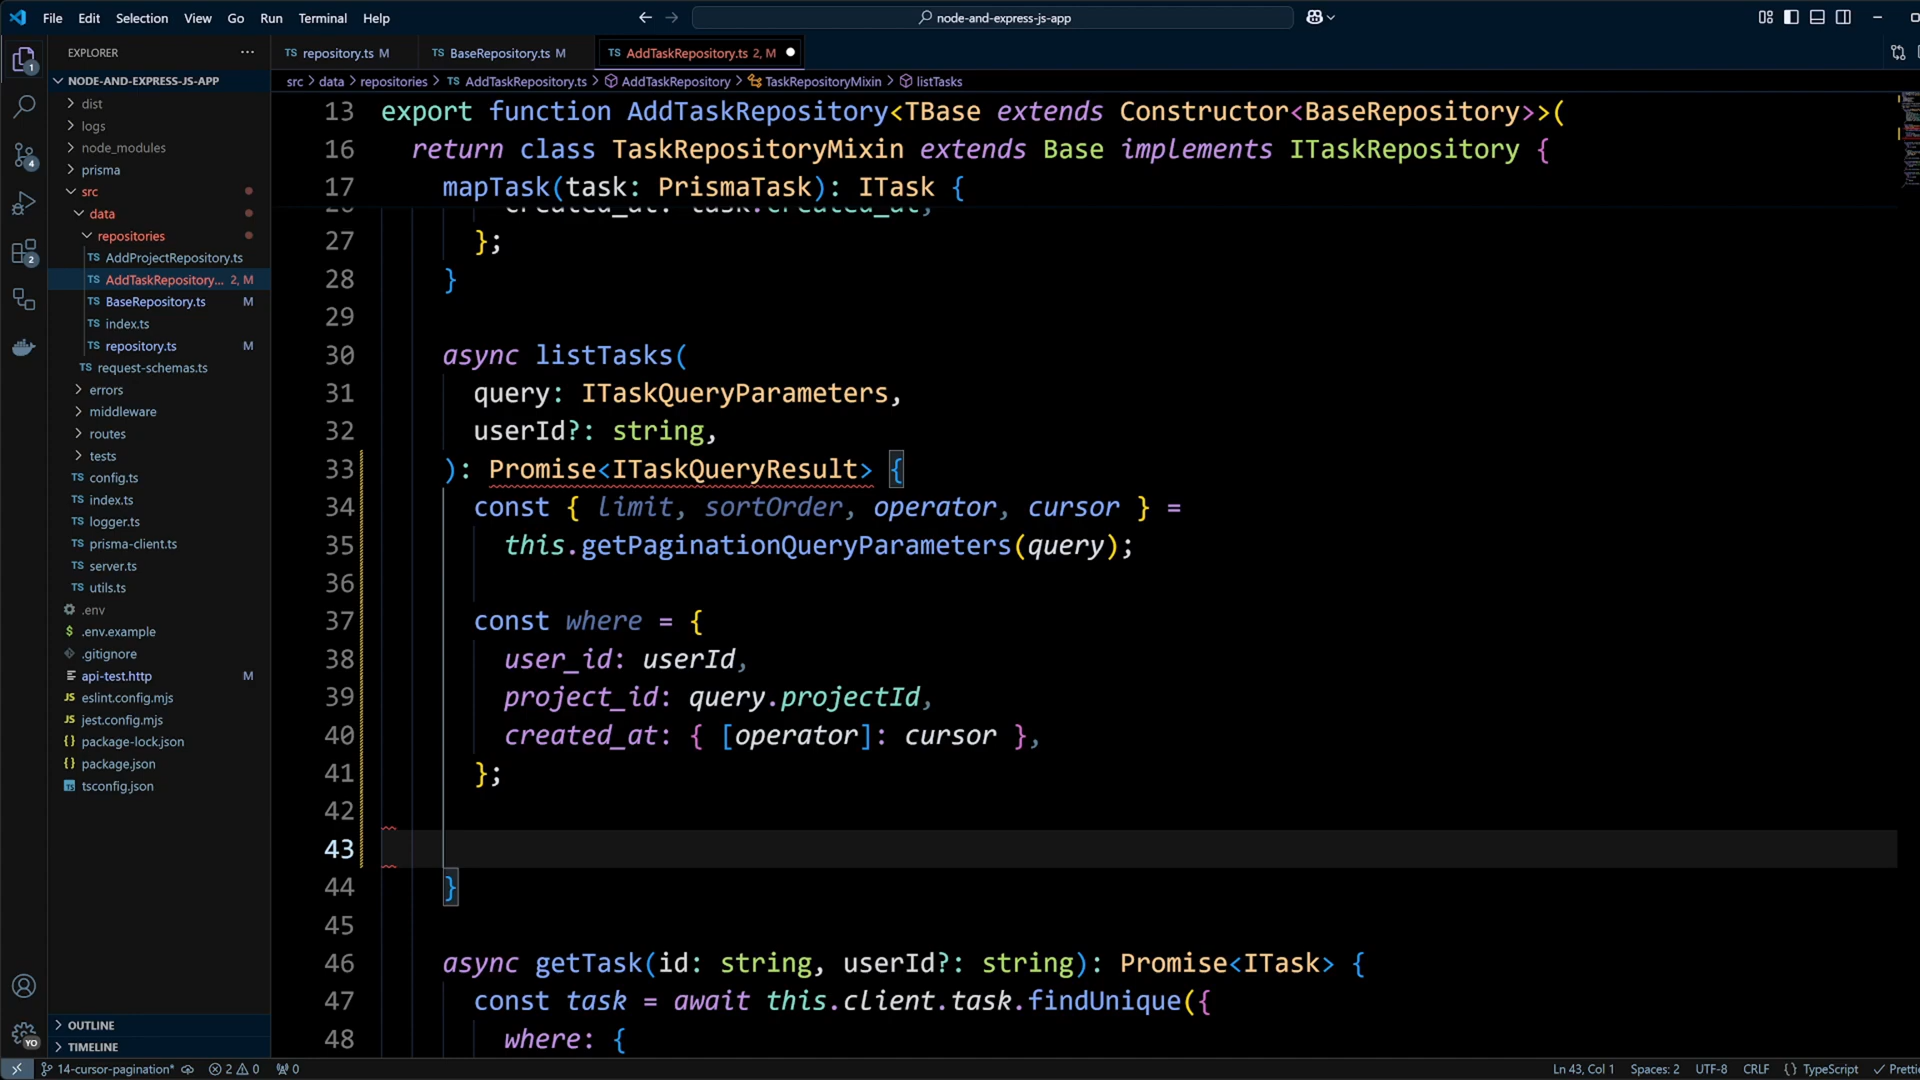 File Edit Selection View Go Run Terminal Help
node-and-express-js-app
EXPLORER
repository.ts M
BaseRepository.ts M
AddTaskRepository.ts 2, M
src > data > repositories > AddTaskRepository.ts > AddTaskRepository > TaskRepositoryMixin > listTasks
NODE-AND-EXPRESS-JS-APP
dist
logs
node_modules
prisma
src
data
repositories
AddProjectRepository.ts
AddTaskRepository... 2, M
BaseRepository.ts M
index.ts
repository.ts M
request-schemas.ts
errors
middleware
routes
tests
config.ts
index.ts
logger.ts
prisma-client.ts
server.ts
utils.ts
.env
.env.example
.gitignore
api-test.http M
eslint.config.mjs
jest.config.mjs
package-lock.json
package.json
tsconfig.json
OUTLINE
TIMELINE
13 export function AddTaskRepository<TBase extends Constructor<BaseRepository>>(
16 return class TaskRepositoryMixin extends Base implements ITaskRepository {
17 mapTask(task: PrismaTask): ITask {
created_at: task.created_at,
27 };
28 }
29
30 async listTasks(
31 query: ITaskQueryParameters,
32 userId?: string,
33 ): Promise<ITaskQueryResult> {
34 const { limit, sortOrder, operator, cursor } =
35 this.getPaginationQueryParameters(query);
36
37 const where = {
38 user_id: userId,
39 project_id: query.projectId,
40 created_at: { [operator]: cursor },
41 };
42
43
44 }
45
46 async getTask(id: string, userId?: string): Promise<ITask> {
47 const task = await this.client.task.findUnique({
48 where: {
14-cursor-pagination* 2 0 0
Ln 43, Col 1 Spaces: 2 UTF-8 CRLF {} TypeScript Prettie